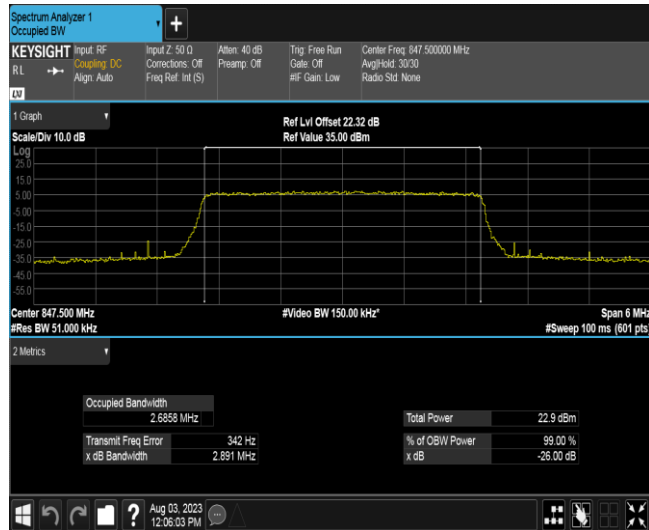 Spectrum Analyzer 1
Occupied BW
+
KEYSIGHT Input: RF Input Z: 50 Ω Atten: 40 dB Trig: Free Run Center Freq: 847.500000 MHz
RL Coupling: DC Corrections: Off Preamp: Off Gate: Off Avg|Hold: 30/30
Align: Auto Freq Ref: Int (S) #IF Gain: Low Radio Std: None
LXI
1 Graph
Ref Lvl Offset 22.32 dB
Scale/Div 10.0 dB Ref Value 35.00 dBm
Log
25.0
15.0
5.00
-5.00
-15.0
-25.0
-35.0
-45.0
-55.0
Center 847.500 MHz #Video BW 150.00 kHz* Span 6 MHz
#Res BW 51.000 kHz #Sweep 100 ms (601 pts)
2 Metrics
Occupied Bandwidth
2.6858 MHz Total Power 22.9 dBm
Transmit Freq Error 342 Hz % of OBW Power 99.00 %
x dB Bandwidth 2.891 MHz x dB -26.00 dB
?
Aug 03, 2023
12:06:03 PM